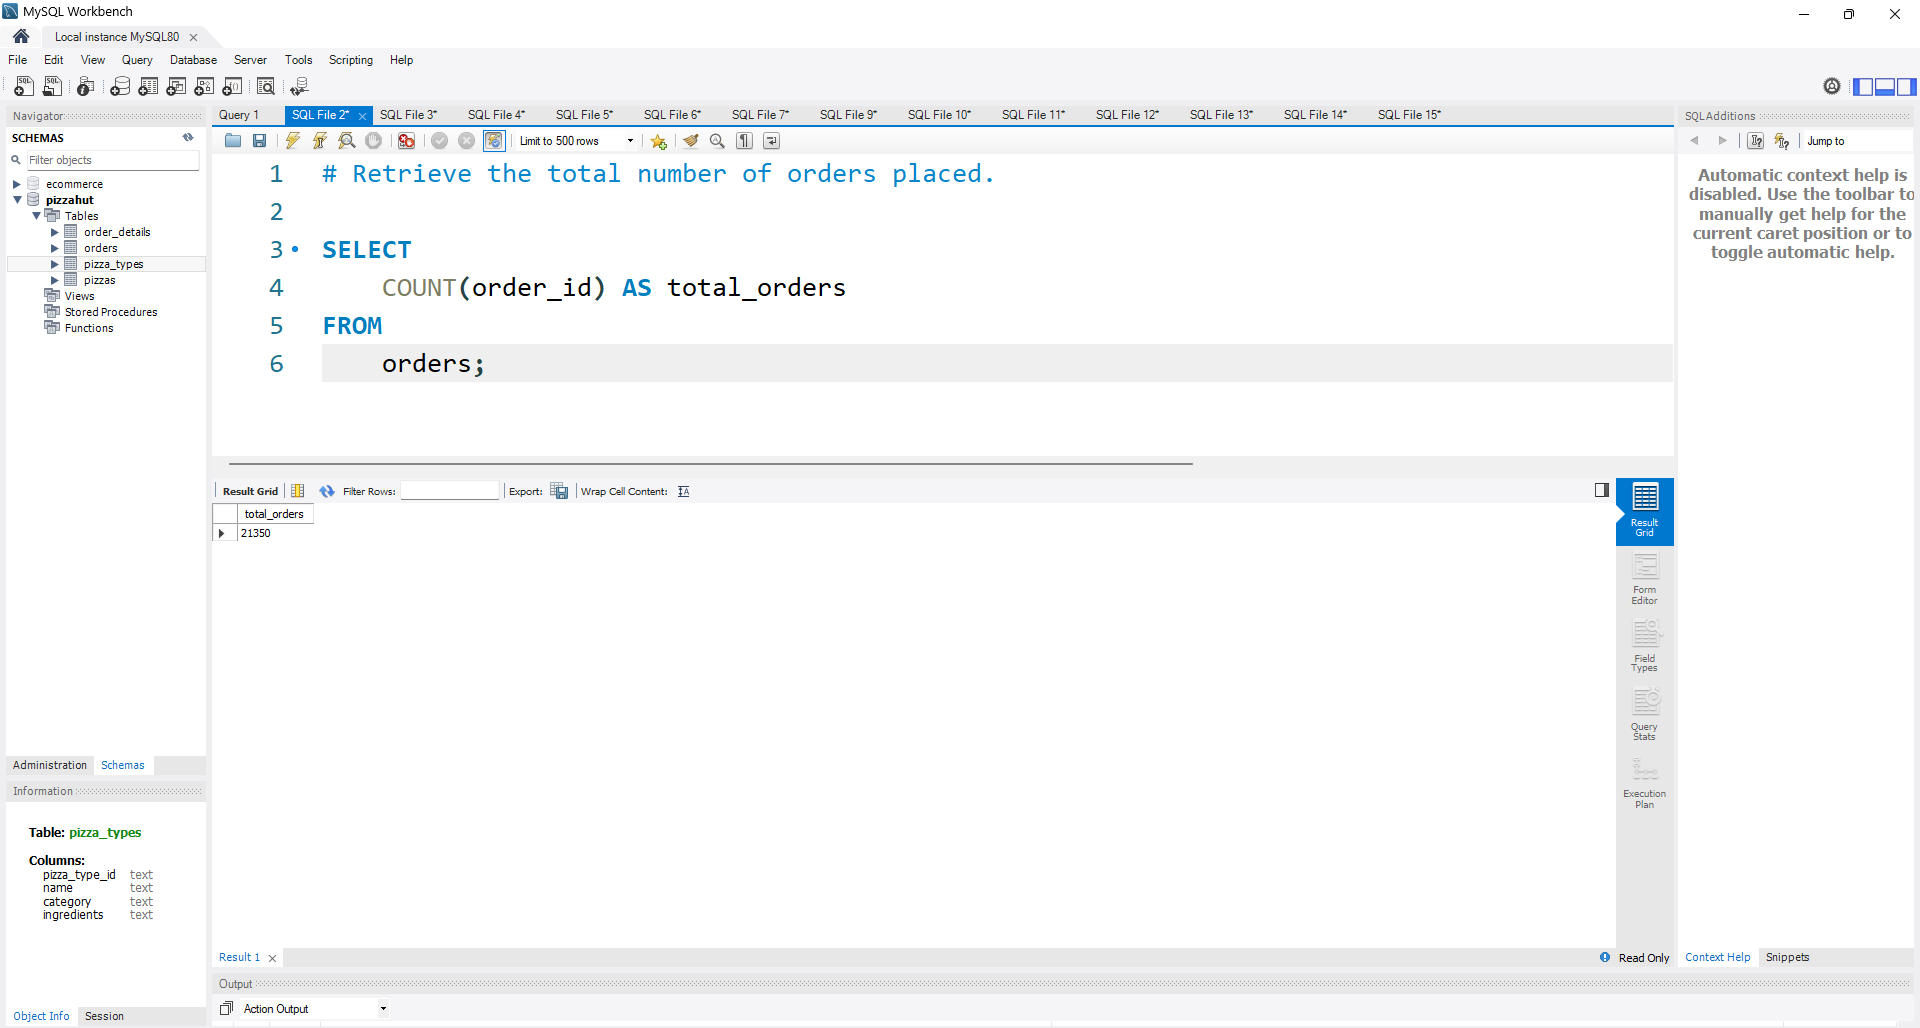 MySQL Workbench
Local instance MySQL80
File Edit View Query Database Server Tools Scripting Help
Navigator
SCHEMAS
Filter objects
ecommerce
pizzahut
Tables
order_details
orders
pizza_types
pizzas
Views
Stored Procedures
Functions
Administration Schemas
Information
Table: pizza_types
Columns:
pizza_type_id text
name text
category text
ingredients text
Object Info Session
Query 1 SQL File 2* SQL File 3* SQL File 4* SQL File 5* SQL File 6* SQL File 7* SQL File 9* SQL File 10* SQL File 11* SQL File 12* SQL File 13* SQL File 14* SQL File 15*
Limit to 500 rows
1 # Retrieve the total number of orders placed.
2
3 SELECT
4 COUNT(order_id) AS total_orders
5 FROM
6 orders;
Result Grid Filter Rows: Export: Wrap Cell Content:
total_orders
21350
Result
Grid
Form
Editor
Field
Types
Query
Stats
Execution
Plan
Result 1 Read Only
Output
Action Output
SQLAdditions
Jump to
Automatic context help is
disabled. Use the toolbar to
manually get help for the
current caret position or to
toggle automatic help.
Context Help Snippets